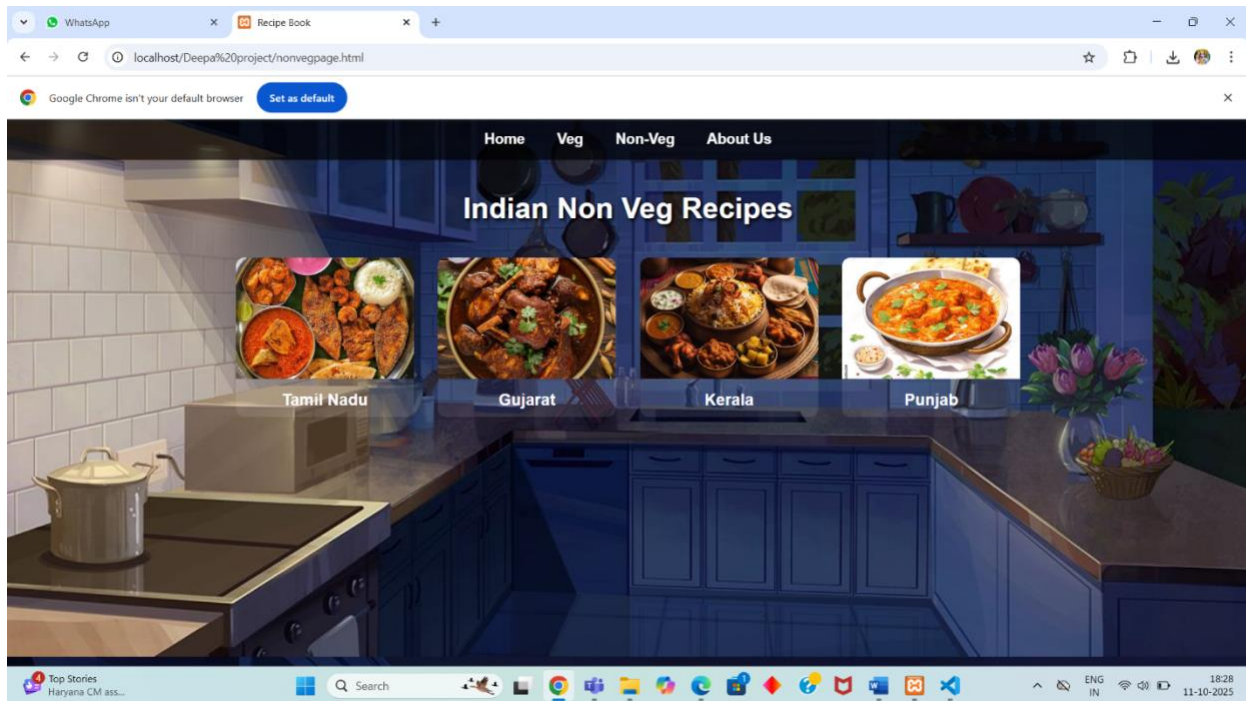 WhatsApp
Recipe Book
localhost/Deepa%20project/nonvegpage.html
Google Chrome isn't your default browser
Set as default
Home Veg Non-Veg About Us
Indian Non Veg Recipes
Tamil Nadu
Gujarat
Kerala
Punjab
4
Top Stories
Haryana CM ass...
Search
ENG
IN
18:28
11-10-2025